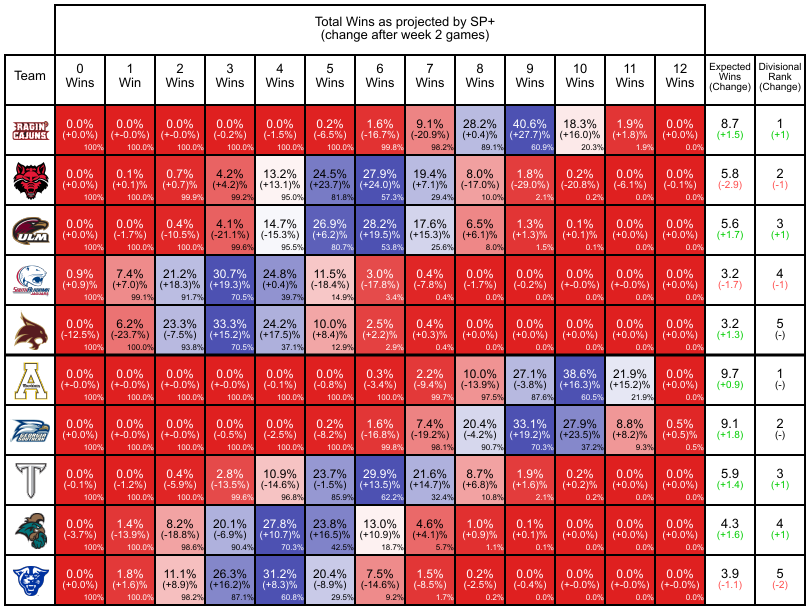 Total Wins as projected by SP+
(change after week 2 games)
Team
0 Wins
1 Win
2 Wins
3 Wins
4 Wins
5 Wins
6 Wins
7 Wins
8 Wins
9 Wins
10 Wins
11 Wins
12 Wins
Expected Wins (Change)
Divisional Rank (Change)
RAGIN' CAJUNS
0.0% 0.0% 0.0% 0.0% 0.0% 0.2% 1.6% 9.1% 28.2% 40.6% 18.3% 1.9% 0.0% 8.7 1
(+0.0%) (+-0.0%) (+-0.0%) (-0.2%) (-1.5%) (-6.5%) (-16.7%) (-20.9%) (+0.4%) (+27.7%) (+16.0%) (+1.8%) (+0.0%) (+1.5) (+1)
100% 100.0% 100.0% 100.0% 100.0% 100.0% 99.8% 98.2% 89.1% 60.9% 20.3% 1.9% 0.0%
0.0% 0.1% 0.7% 4.2% 13.2% 24.5% 27.9% 19.4% 8.0% 1.8% 0.2% 0.0% 0.0% 5.8 2
(+0.0%) (+0.1%) (+0.7%) (+4.2%) (+13.1%) (+23.7%) (+24.0%) (+7.1%) (-17.0%) (-29.0%) (-20.8%) (-6.1%) (-0.1%) (-2.9) (-1)
100% 100.0% 99.9% 99.2% 95.0% 81.8% 57.3% 29.4% 10.0% 2.1% 0.2% 0.0% 0.0%
ULM
0.0% 0.0% 0.4% 4.1% 14.7% 26.9% 28.2% 17.6% 6.5% 1.3% 0.1% 0.0% 0.0% 5.6 3
(+0.0%) (-1.7%) (-10.5%) (-21.1%) (-15.3%) (+6.2%) (+19.5%) (+15.3%) (+6.1%) (+1.3%) (+0.1%) (+0.0%) (+0.0%) (+1.7) (+1)
100% 100.0% 100.0% 99.6% 95.5% 80.7% 53.8% 25.6% 8.0% 1.5% 0.1% 0.0% 0.0%
0.9% 7.4% 21.2% 30.7% 24.8% 11.5% 3.0% 0.4% 0.0% 0.0% 0.0% 0.0% 0.0% 3.2 4
(+0.9%) (+7.0%) (+18.3%) (+19.3%) (+0.4%) (-18.4%) (-17.8%) (-7.8%) (-1.7%) (-0.2%) (+-0.0%) (+-0.0%) (+0.0%) (-1.7) (-1)
100% 99.1% 91.7% 70.5% 39.7% 14.9% 3.4% 0.4% 0.0% 0.0% 0.0% 0.0% 0.0%
0.0% 6.2% 23.3% 33.3% 24.2% 10.0% 2.5% 0.4% 0.0% 0.0% 0.0% 0.0% 0.0% 3.2 5
(-12.5%) (-23.7%) (-7.5%) (+15.2%) (+17.5%) (+8.4%) (+2.2%) (+0.3%) (+0.0%) (+0.0%) (+0.0%) (+0.0%) (+0.0%) (+1.3) (-)
100% 100.0% 93.8% 70.5% 37.1% 12.9% 2.9% 0.4% 0.0% 0.0% 0.0% 0.0% 0.0%
A
0.0% 0.0% 0.0% 0.0% 0.0% 0.0% 0.3% 2.2% 10.0% 27.1% 38.6% 21.9% 0.0% 9.7 1
(+-0.0%) (+-0.0%) (+-0.0%) (+-0.0%) (-0.1%) (-0.8%) (-3.4%) (-9.4%) (-13.9%) (-3.8%) (+16.3%) (+15.2%) (+0.0%) (+0.9) (-)
100% 100.0% 100.0% 100.0% 100.0% 100.0% 100.0% 99.7% 97.5% 87.6% 60.5% 21.9% 0.0%
0.0% 0.0% 0.0% 0.0% 0.0% 0.2% 1.6% 7.4% 20.4% 33.1% 27.9% 8.8% 0.5% 9.1 2
(+0.0%) (+-0.0%) (+-0.0%) (-0.5%) (-2.5%) (-8.2%) (-16.8%) (-19.2%) (-4.2%) (+19.2%) (+23.5%) (+8.2%) (+0.5%) (+1.8) (-)
100% 100.0% 100.0% 100.0% 100.0% 100.0% 99.8% 98.1% 90.7% 70.3% 37.2% 9.3% 0.5%
T
0.0% 0.0% 0.4% 2.8% 10.9% 23.7% 29.9% 21.6% 8.7% 1.9% 0.2% 0.0% 0.0% 5.9 3
(-0.1%) (-1.2%) (-5.9%) (-13.5%) (-14.6%) (-1.5%) (+13.5%) (+14.7%) (+6.8%) (+1.6%) (+0.2%) (+0.0%) (+0.0%) (+1.4) (+1)
100% 100.0% 100.0% 99.6% 96.8% 85.9% 62.2% 32.4% 10.8% 2.1% 0.2% 0.0% 0.0%
0.0% 1.4% 8.2% 20.1% 27.8% 23.8% 13.0% 4.6% 1.0% 0.1% 0.0% 0.0% 0.0% 4.3 4
(-3.7%) (-13.9%) (-18.8%) (-6.9%) (+10.7%) (+16.5%) (+10.9%) (+4.1%) (+0.9%) (+0.1%) (+0.0%) (+0.0%) (+0.0%) (+1.6) (+1)
100% 100.0% 98.6% 90.4% 70.3% 42.5% 18.7% 5.7% 1.1% 0.1% 0.0% 0.0% 0.0%
0.0% 1.8% 11.1% 26.3% 31.2% 20.4% 7.5% 1.5% 0.2% 0.0% 0.0% 0.0% 0.0% 3.9 5
(+0.0%) (+1.6%) (+8.9%) (+16.2%) (+8.3%) (-8.9%) (-14.6%) (-8.5%) (-2.5%) (-0.4%) (+-0.0%) (+-0.0%) (+0.0%) (-1.1) (-2)
100% 100.0% 98.2% 87.1% 60.8% 29.5% 9.2% 1.7% 0.2% 0.0% 0.0% 0.0% 0.0%